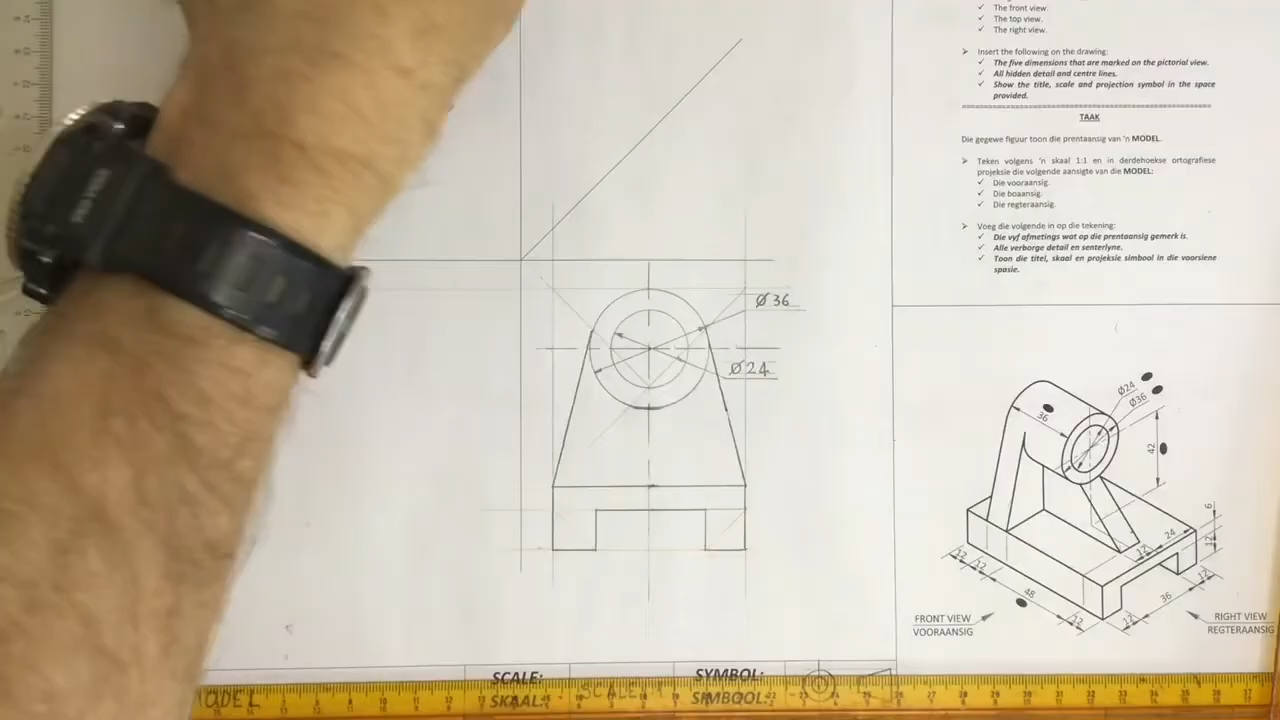 ✓ The front view.
✓ The top view.
✓ The right view.
➢ Insert the following on the drawing:
✓ The five dimensions that are marked on the pictorial view.
✓ All hidden detail and centre lines.
✓ Show the title, scale and projection symbol in the space
provided.
TAAK
Die gegewe figuur toon die prentaansig van 'n MODEL.
➢ Teken volgens 'n skaal 1:1 en in derdehoekse ortografiese
projeksie die volgende aansigte van die MODEL:
✓ Die vooraansig.
✓ Die boaansig.
✓ Die regteraansig.
➢ Voeg die volgende in op die tekening:
✓ Die vyf afmetings wat op die prentaansig gemerk is.
✓ Alle verborge detail en senterlyne.
✓ Toon die titel, skaal en projeksie simbool in die voorsiene
spasie.
Ø36
Ø24
Ø24
Ø36
36
42
6
12
24
12
12
12
48
12
12
36
12
FRONT VIEW
VOORAANSIG
RIGHT VIEW
REGTERAANSIG
SCALE:
SKAAL:
SYMBOL:
SIMBOOL: